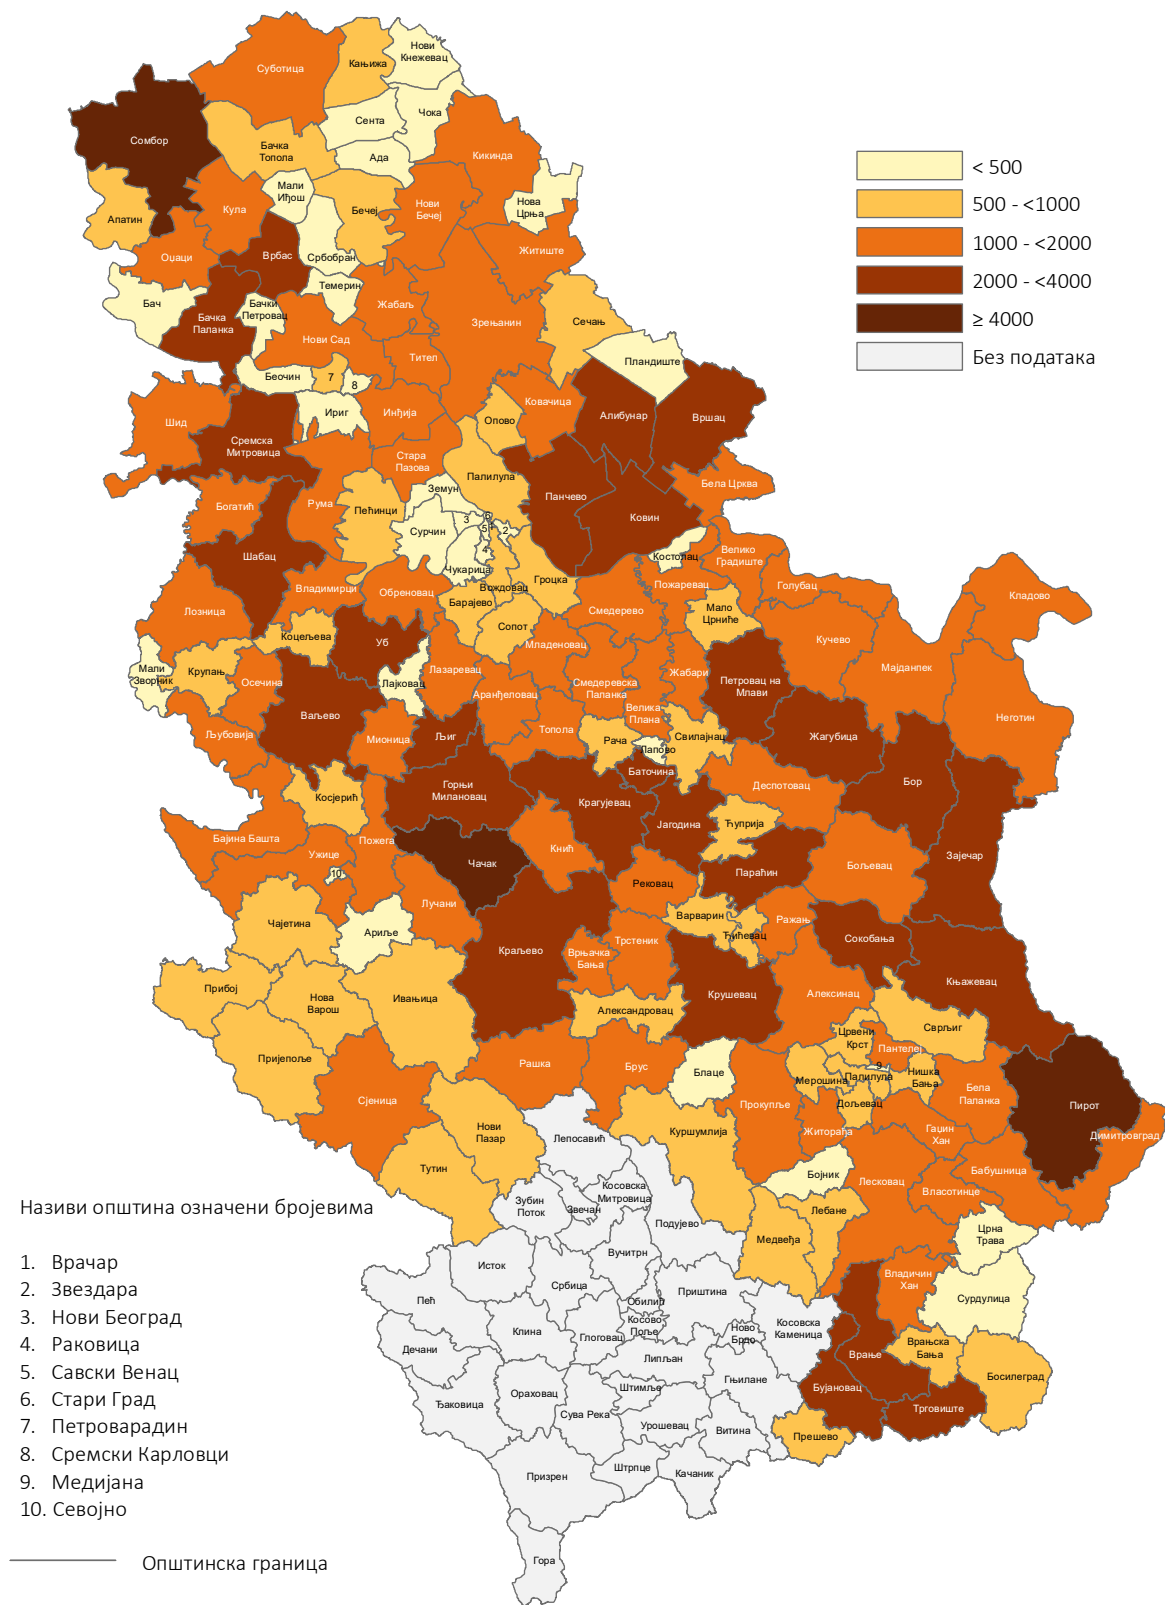 Нови
Кнежевац
Кањижа
Суботица
Чока
Сента
Сомбор
Бачка
Топола
Ада
Кикинда
< 500
Мали
Иђош
500 - <1000
Апатин
Кула
Бечеј
Нови
Бечеј
Нова
Црња
1000 - <2000
Оџаци
Врбас
Србобран
Житиште
2000 - <4000
Темерин
Бач
Бачка
Паланка
Бачки
Петровац
Жабаљ
Зрењанин
Сечањ
≥ 4000
Нови Сад
Тител
Пландиште
Без података
Беочин
7
8
Шид
Ириг
Инђија
Ковачица
Алибунар
Вршац
Опово
Сремска
Митровица
Стара
Пазова
Палилула
Бела Црква
Земун
Панчево
Богатић
Рума
Пећинци
Ковин
3
6
5
1
2
4
Сурчин
Шабац
Чукарица
Костолац
Велико
Градиште
Владимирци
Обреновац
Вождовац
Гроцка
Пожаревац
Голубац
Кладово
Лозница
Барајево
Сопот
Смедерево
Мало
Црниће
Коцељева
Уб
Младеновац
Кучево
Мајданпек
Мали
Зворник
Крупањ
Осечина
Лајковац
Лазаревац
Аранђеловац
Смедеревска
Паланка
Жабари
Петровац на
Млави
Ваљево
Велика
Плана
Неготин
Љубовија
Мионица
Љиг
Топола
Рача
Лапово
Свилајнац
Жагубица
Баточина
Косјерић
Горњи
Милановац
Крагујевац
Деспотовац
Бор
Јагодина
Ћуприја
Бајина Башта
Пожега
Чачак
Кнић
Ужице
10
Рековац
Параћин
Бољевац
Зајечар
Лучани
Чајетина
Ариље
Варварин
Ћићевац
Ражањ
Сокобања
Краљево
Врњачка
Бања
Трстеник
Прибој
Нова
Варош
Ивањица
Крушевац
Алексинац
Књажевац
Александровац
Пријепоље
Црвени
Крст
Сврљиг
Пантелеј
Рашка
Брус
Блаце
9
Мерошина
Палилула
Нишка
Бања
Бела
Паланка
Сјеница
Прокупље
Дољевац
Пирот
Нови
Пазар
Куршумлија
Житорађа
Гаџин
Хан
Димитровград
Лепосавић
Тутин
Бојник
Лесковац
Бабушница
Косовска
Митровица
Власотинце
Зубин
Поток
Звечан
Лебане
Називи општина означени бројевима
Подујево
Медвеђа
Црна
Трава
Вучитрн
1. Врачар
2. Звездара
3. Нови Београд
4. Раковица
5. Савски Венац
6. Стари Град
7. Петроварадин
8. Сремски Карловци
9. Медијана
10. Севојно
Исток
Србица
Приштина
Владичин
Хан
Сурдулица
Пећ
Обилић
Клина
Глоговац
Косово
Поље
Ново
Брдо
Косовска
Каменица
Дечани
Врањска
Бања
Врање
Липљан
Гњилане
Босилеград
Ђаковица
Ораховац
Штимље
Бујановац
Трговиште
Сува Река
Урошевац
Витина
Прешево
Призрен
Штрпце
Качаник
Гора
Општинска граница